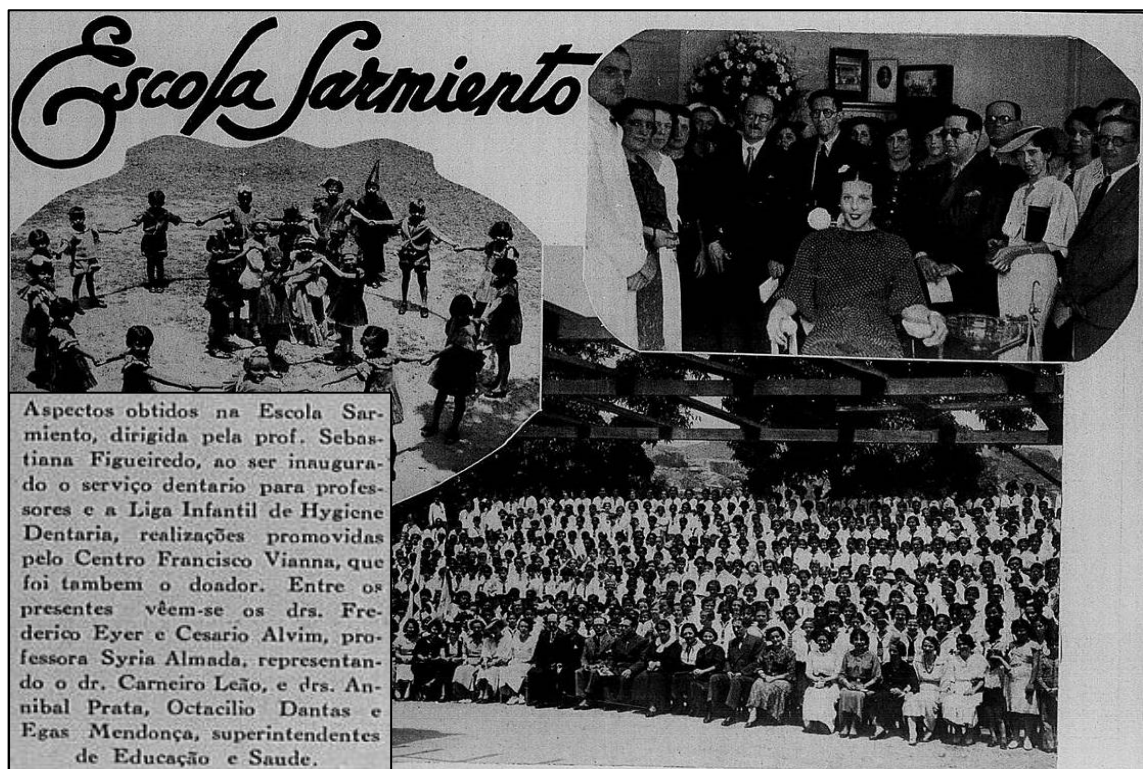 Escola Sarmiento
Aspectos obtidos na Escola Sar-
miento, dirigida pela prof. Sebas-
tiana Figueiredo, ao ser inaugura-
do o serviço dentario para profes-
sores e a Liga Infantil de Hygiene
Dentaria, realizações promovidas
pelo Centro Francisco Vianna, que
foi tambem o doador. Entre os
presentes vêem-se os drs. Fre-
derico Eyer e Cesario Alvim, pro-
fessora Syria Almada, representan-
do o dr. Carneiro Leão, e drs. An-
nibal Prata, Octacilio Dantas e
Egas Mendonça, superintendentes
de Educação e Saude.